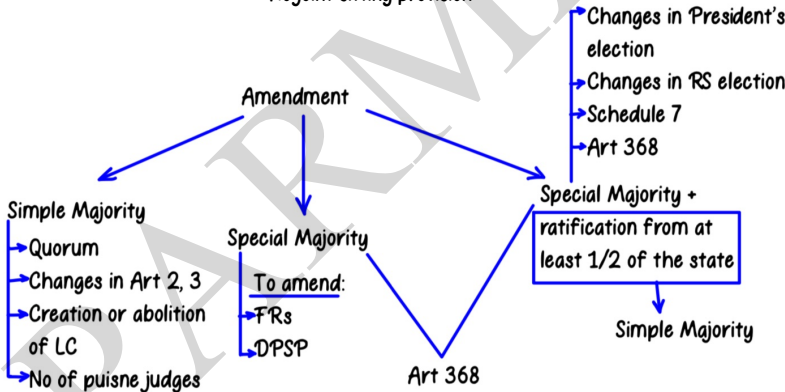 Changes in President's
election
Changes in RS election
Schedule 7
Art 368
Amendment
Simple Majority
Quorum
Changes in Art 2, 3
Creation or abolition
of LC
No of puisne judges
Special Majority
To amend:
FRs
DPSP
Special Majority +
ratification from at
least 1/2 of the state
Simple Majority
Art 368